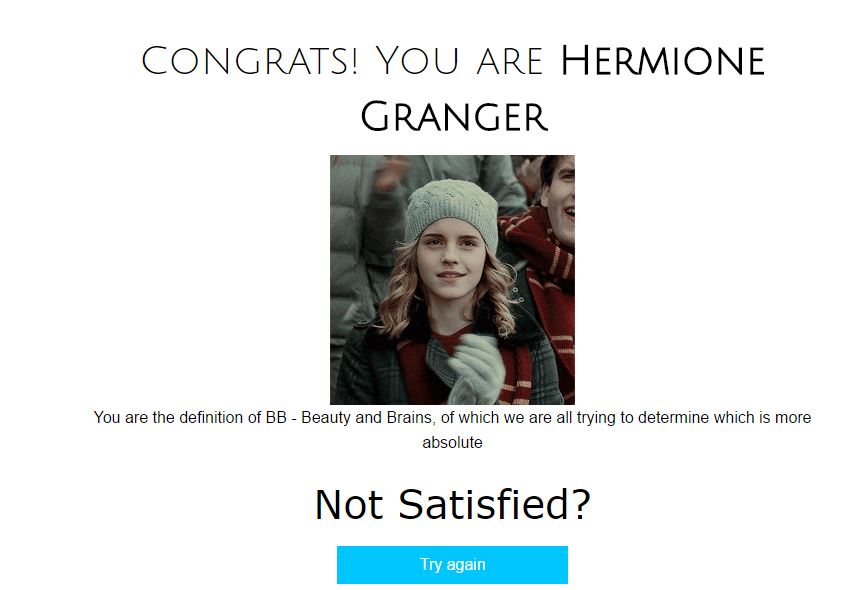 Congrats! You are Hermione
Granger
You are the definition of BB - Beauty and Brains, of which we are all trying to determine which is more
absolute
Not Satisfied?
Try again